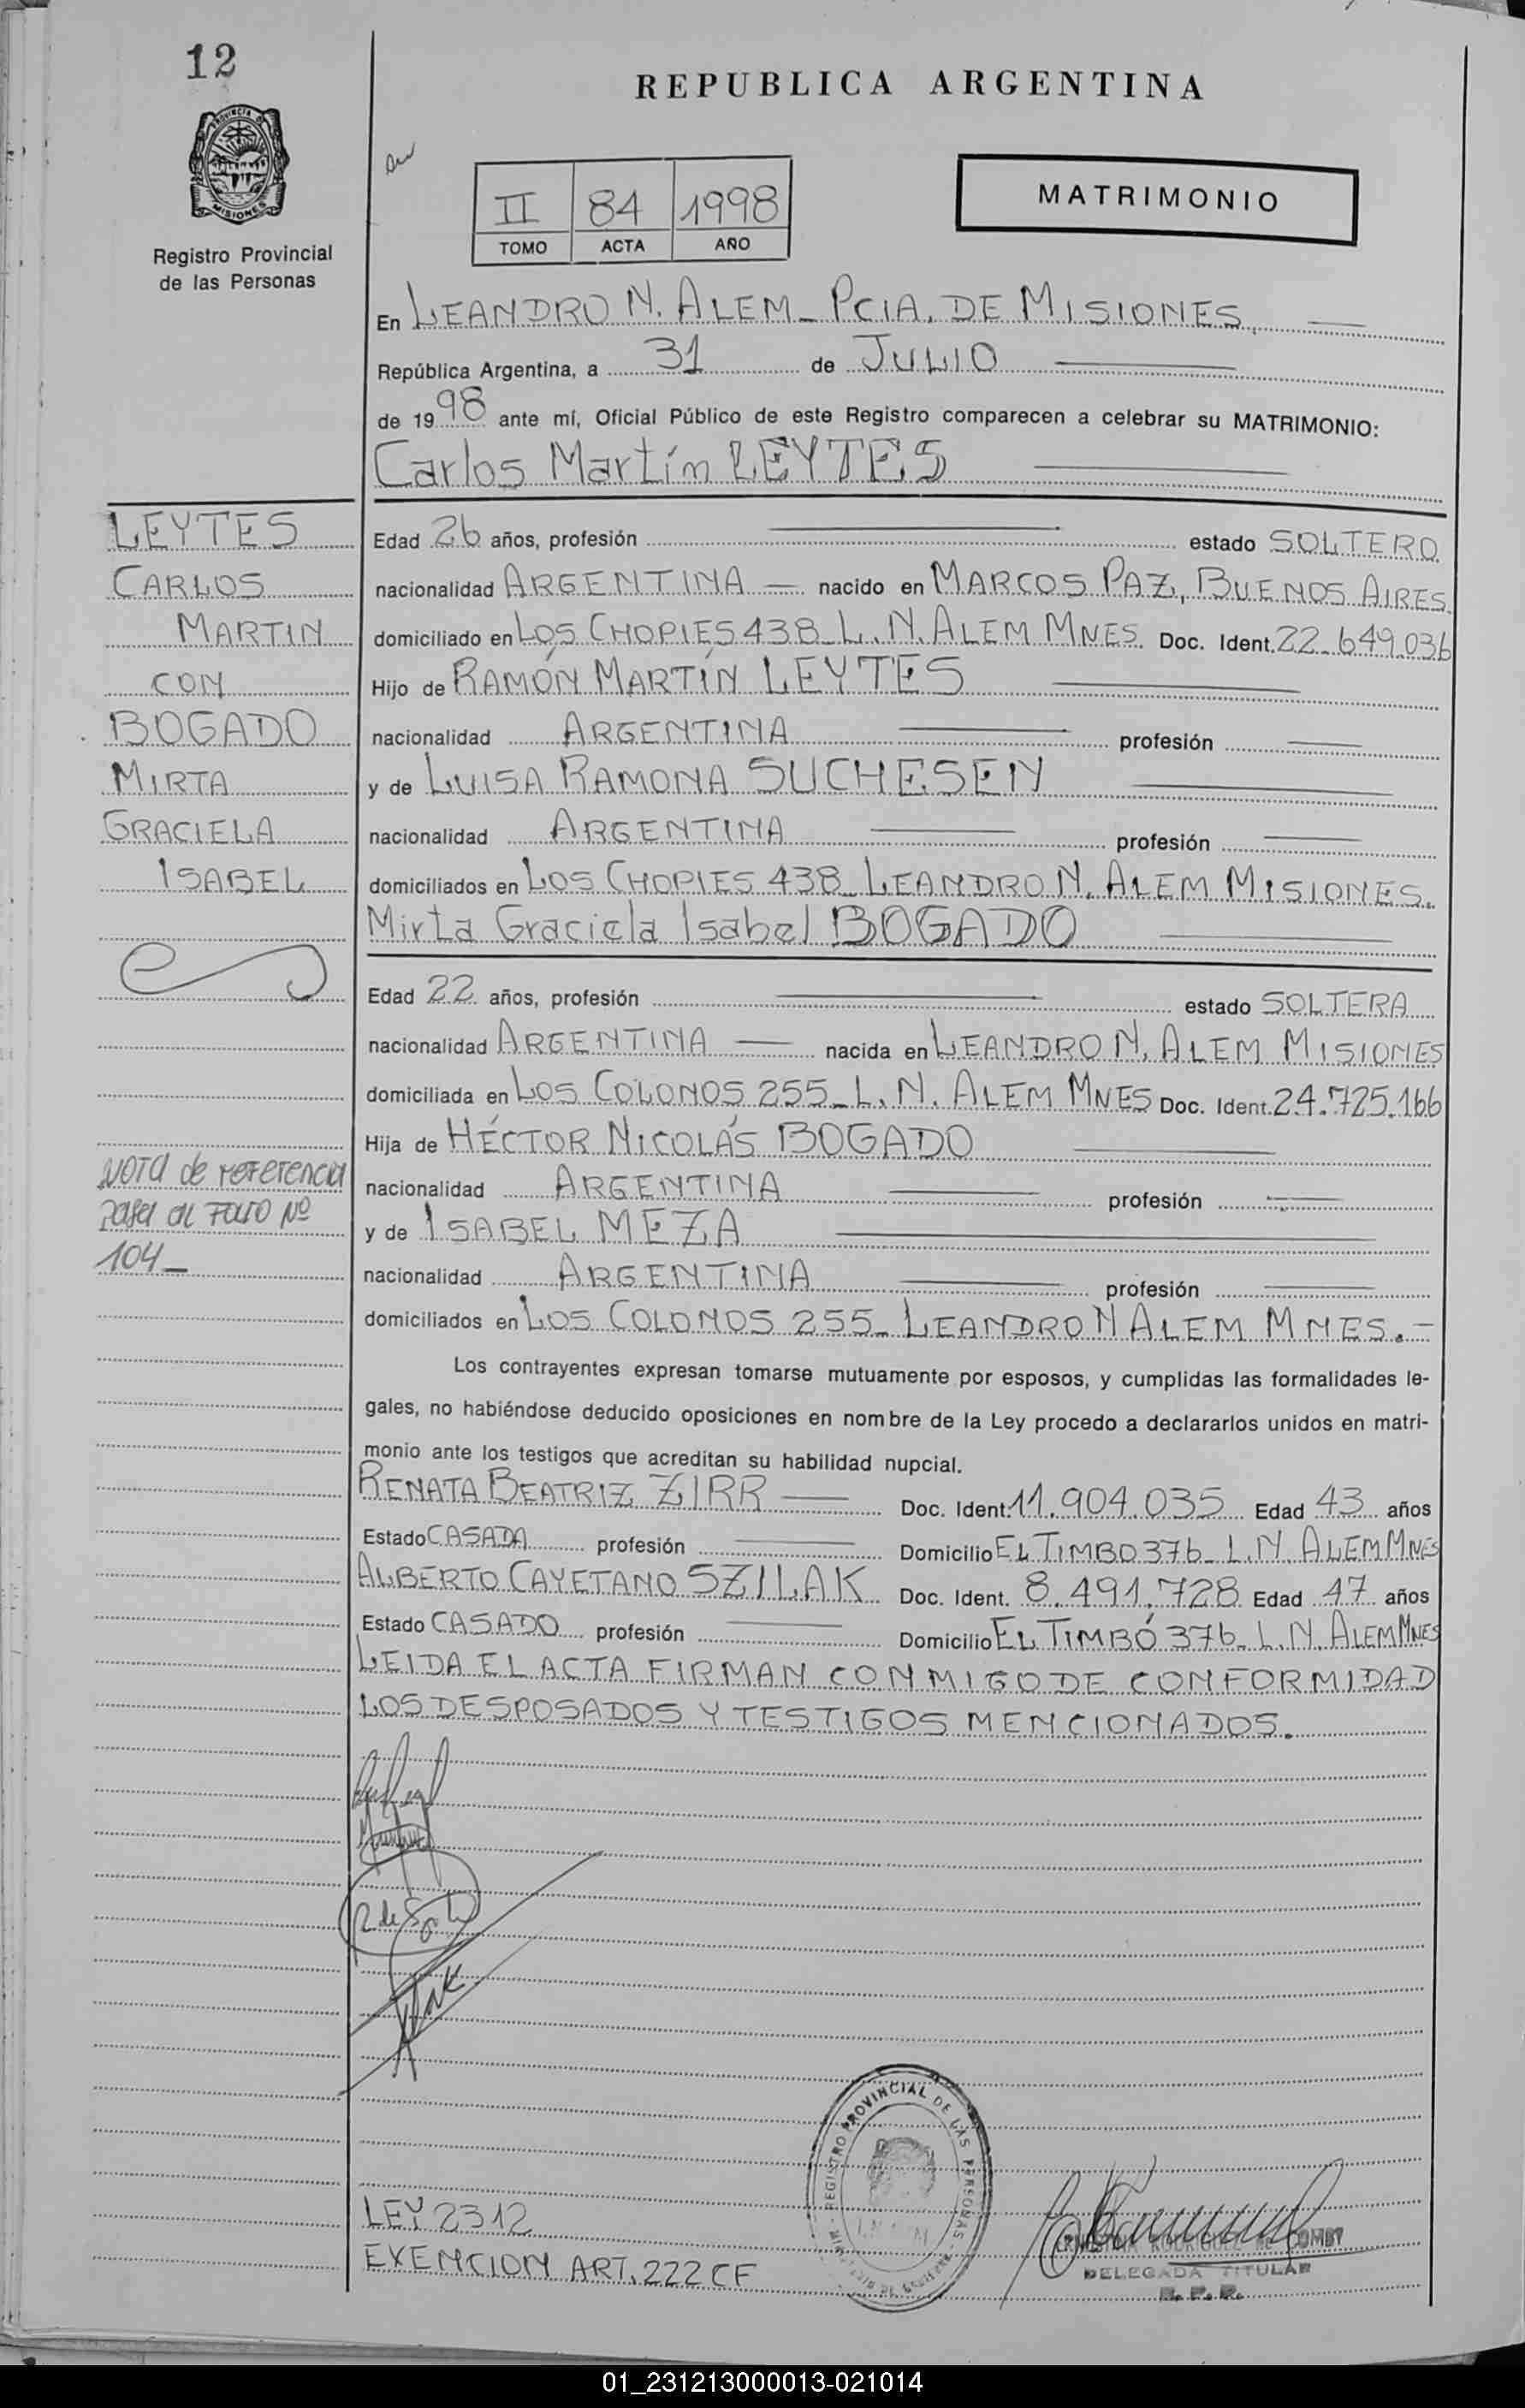 12
REPUBLICA ARGENTINA
PROVINCIA DE MISIONES
Registro Provincial
de las Personas
II 84 1998
TOMO ACTA AÑO
MATRIMONIO
En LEANDRO N. ALEM - PCIA. DE MISIONES.
República Argentina, a 31 de JULIO
de 1998 ante mí, Oficial Público de este Registro comparecen a celebrar su MATRIMONIO:
Carlos Martín LEYTES
LEYTES
CARLOS
MARTIN
CON
BOGADO
MIRTA
GRACIELA
ISABEL
Edad 26 años, profesión estado SOLTERO
nacionalidad ARGENTINA - nacido en MARCOS PAZ, BUENOS AIRES.
domiciliado en LOS CHOPIES 438 - L. N. ALEM MNES. Doc. Ident. 22.649.036
Hijo de RAMÓN MARTÍN LEYTES
nacionalidad ARGENTINA profesión
y de LUISA RAMONA SUCHESEN
nacionalidad ARGENTINA profesión
domiciliados en LOS CHOPIES 438 - LEANDRO N. ALEM MISIONES.
Mirta Graciela Isabel BOGADO
Edad 22 años, profesión estado SOLTERA
nacionalidad ARGENTINA - nacida en LEANDRO N. ALEM MISIONES
domiciliada en LOS COLONOS 255 - L. N. ALEM MNES Doc. Ident. 24.725.166
Hija de HÉCTOR NICOLÁS BOGADO
nacionalidad ARGENTINA profesión
y de ISABEL MEZA
nacionalidad ARGENTINA profesión
domiciliados en LOS COLONOS 255 - LEANDRO N ALEM MNES. -
Nota de referencia
pasa al FOLIO Nº
104 -
Los contrayentes expresan tomarse mutuamente por esposos, y cumplidas las formalidades le-
gales, no habiéndose deducido oposiciones en nombre de la Ley procedo a declararlos unidos en matri-
monio ante los testigos que acreditan su habilidad nupcial.
RENATA BEATRIZ ZIRR - Doc. Ident. 11.904.035 Edad 43 años
Estado CASADA profesión Domicilio EL TIMBO 376 - L. N. ALEM MNES
ALBERTO CAYETANO SZILAK Doc. Ident. 8.491.728 Edad 47 años
Estado CASADO profesión Domicilio EL TIMBÓ 376 - L. N. ALEM MNES
LEIDA EL ACTA FIRMAN CONMIGO DE CONFORMIDAD
LOS DESPOSADOS Y TESTIGOS MENCIONADOS.
REGISTRO PROVINCIAL DE LAS PERSONAS
LEY 2312
EXENCION ART. 222 CF
DELEGADA TITULAR
R. P. P.
01_231213000013-021014